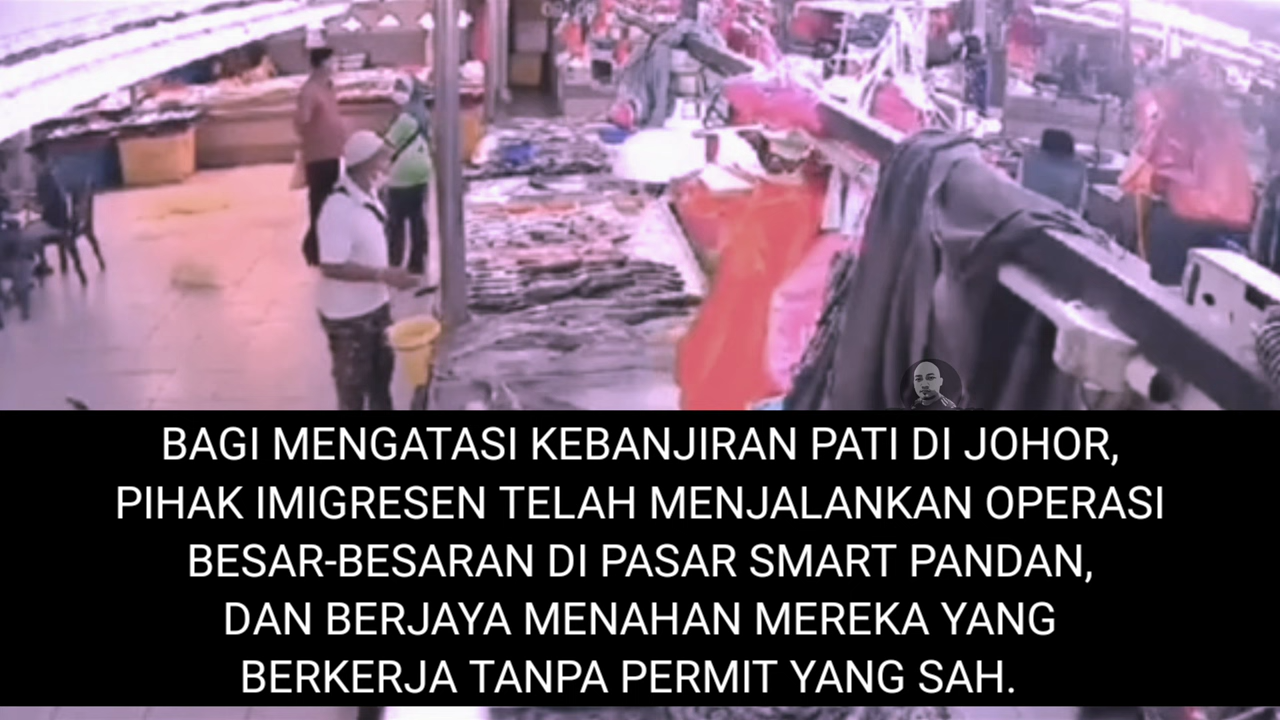 BAGI MENGATASI KEBANJIRAN PATI DI JOHOR,
PIHAK IMIGRESEN TELAH MENJALANKAN OPERASI
BESAR-BESARAN DI PASAR SMART PANDAN,
DAN BERJAYA MENAHAN MEREKA YANG
BERKERJA TANPA PERMIT YANG SAH.